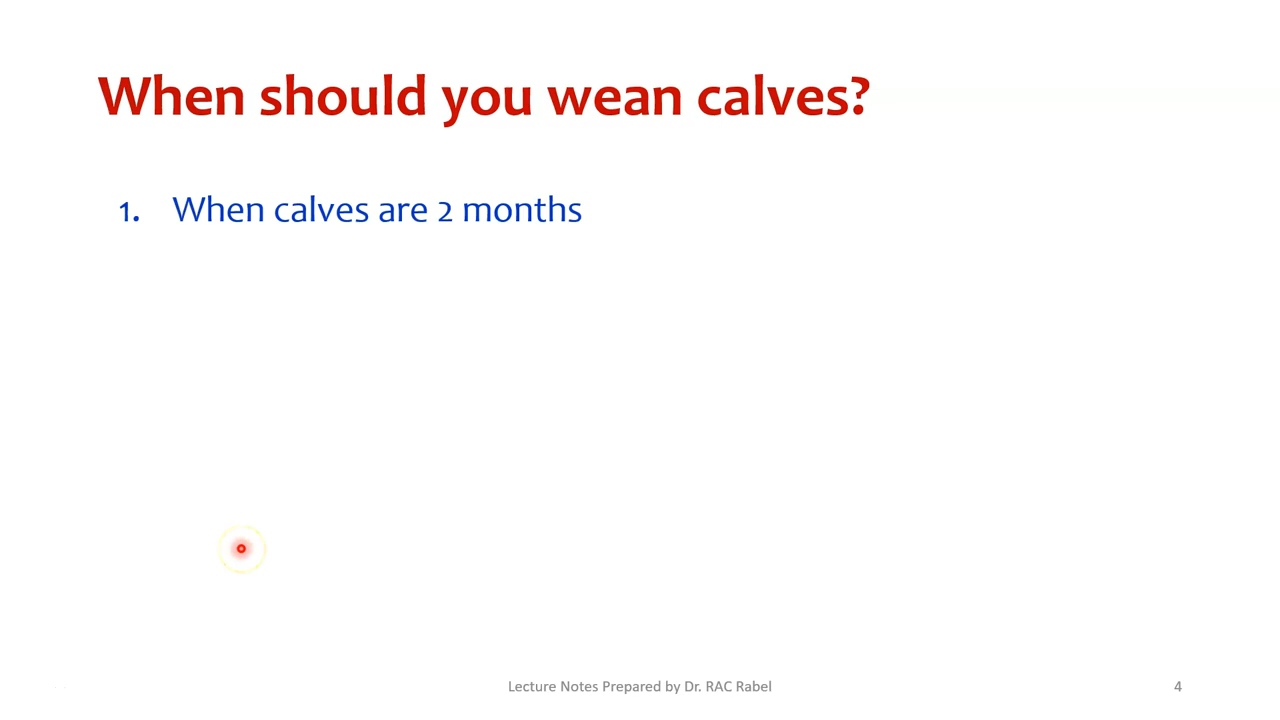 When should you wean calves?
1. When calves are 2 months
Lecture Notes Prepared by Dr. RAC Rabel
4